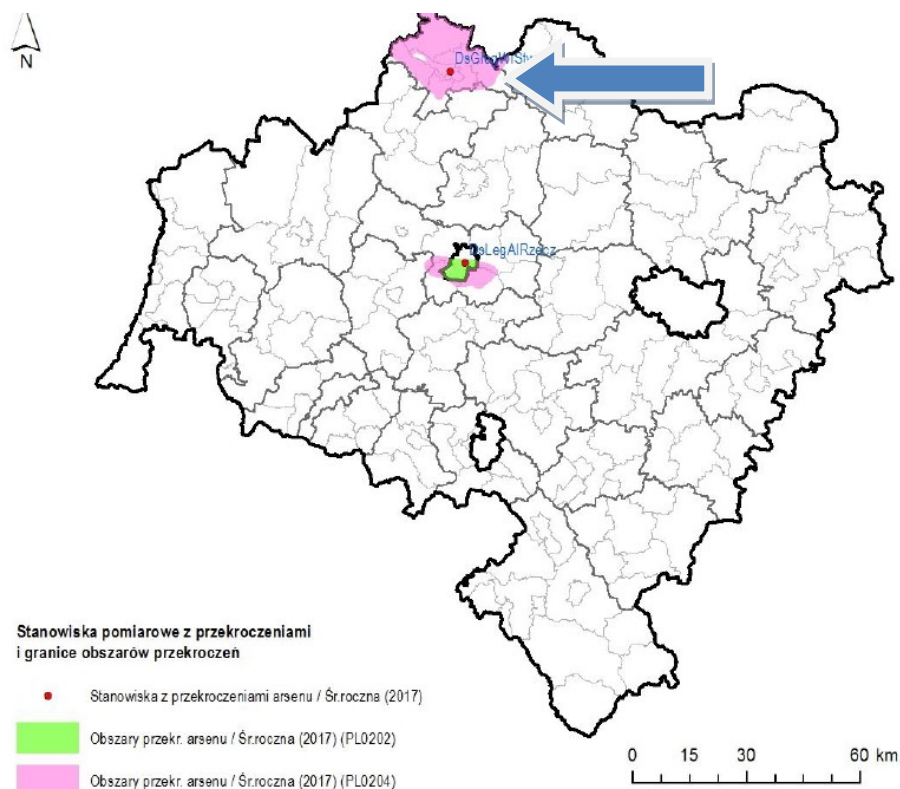 N
DsGlogWiStw
DsLegAlRzecz
Stanowiska pomiarowe z przekroczeniami
i granice obszarów przekroczeń
Stanowiska z przekroczeniami arsenu / Śr.roczna (2017)
Obszary przekr. arsenu / Śr.roczna (2017) (PL0202)
Obszary przekr. arsenu / Śr.roczna (2017) (PL0204)
0 15 30 60 km